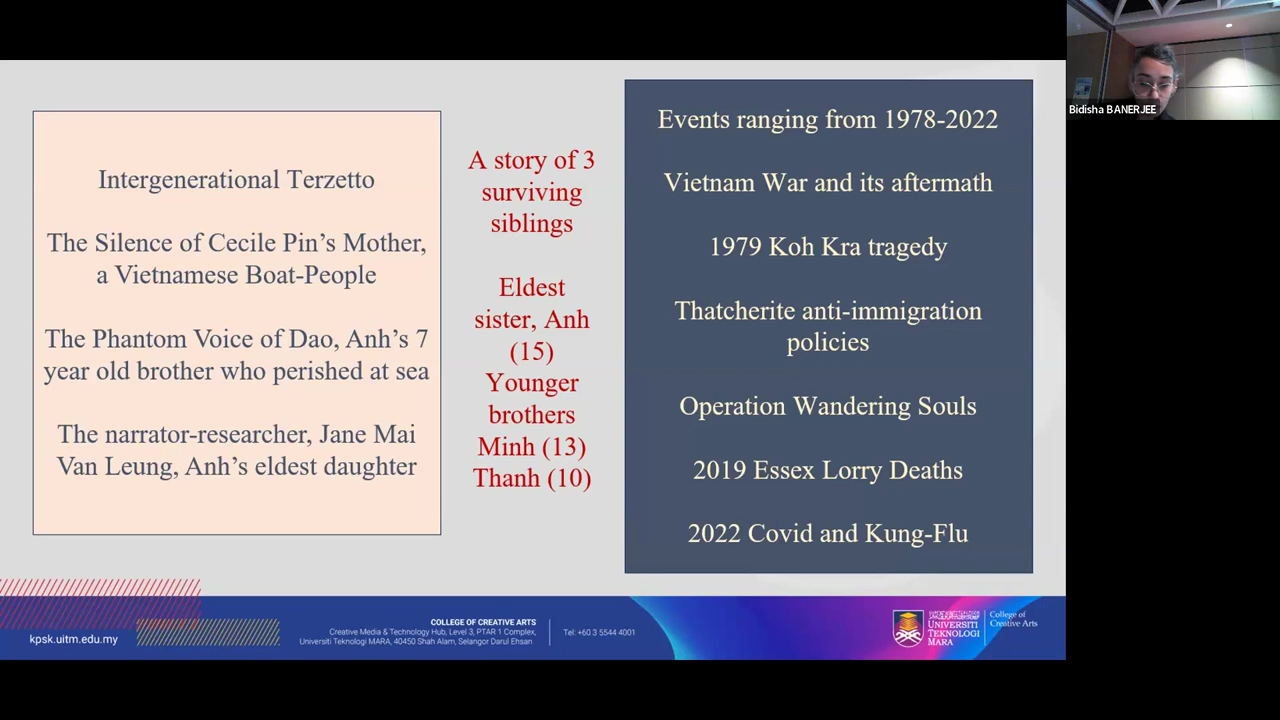 Intergenerational Terzetto
The Silence of Cecile Pin's Mother,
a Vietnamese Boat-People
The Phantom Voice of Dao, Anh's 7
year old brother who perished at sea
The narrator-researcher, Jane Mai
Van Leung, Anh's eldest daughter
A story of 3
surviving
siblings
Eldest
sister, Anh
(15)
Younger
brothers
Minh (13)
Thanh (10)
Events ranging from 1978-2022
Vietnam War and its aftermath
1979 Koh Kra tragedy
Thatcherite anti-immigration
policies
Operation Wandering Souls
2019 Essex Lorry Deaths
2022 Covid and Kung-Flu
Bidisha BANERJEE
kpsk.uitm.edu.my
COLLEGE OF CREATIVE ARTS
Creative Media & Technology Hub, Level 3, PTAR 1 Complex,
Universiti Teknologi MARA, 40450 Shah Alam, Selangor Darul Ehsan
Tel: +60 3 5544 4001
UNIVERSITI
TEKNOLOGI
MARA
College of
Creative Arts